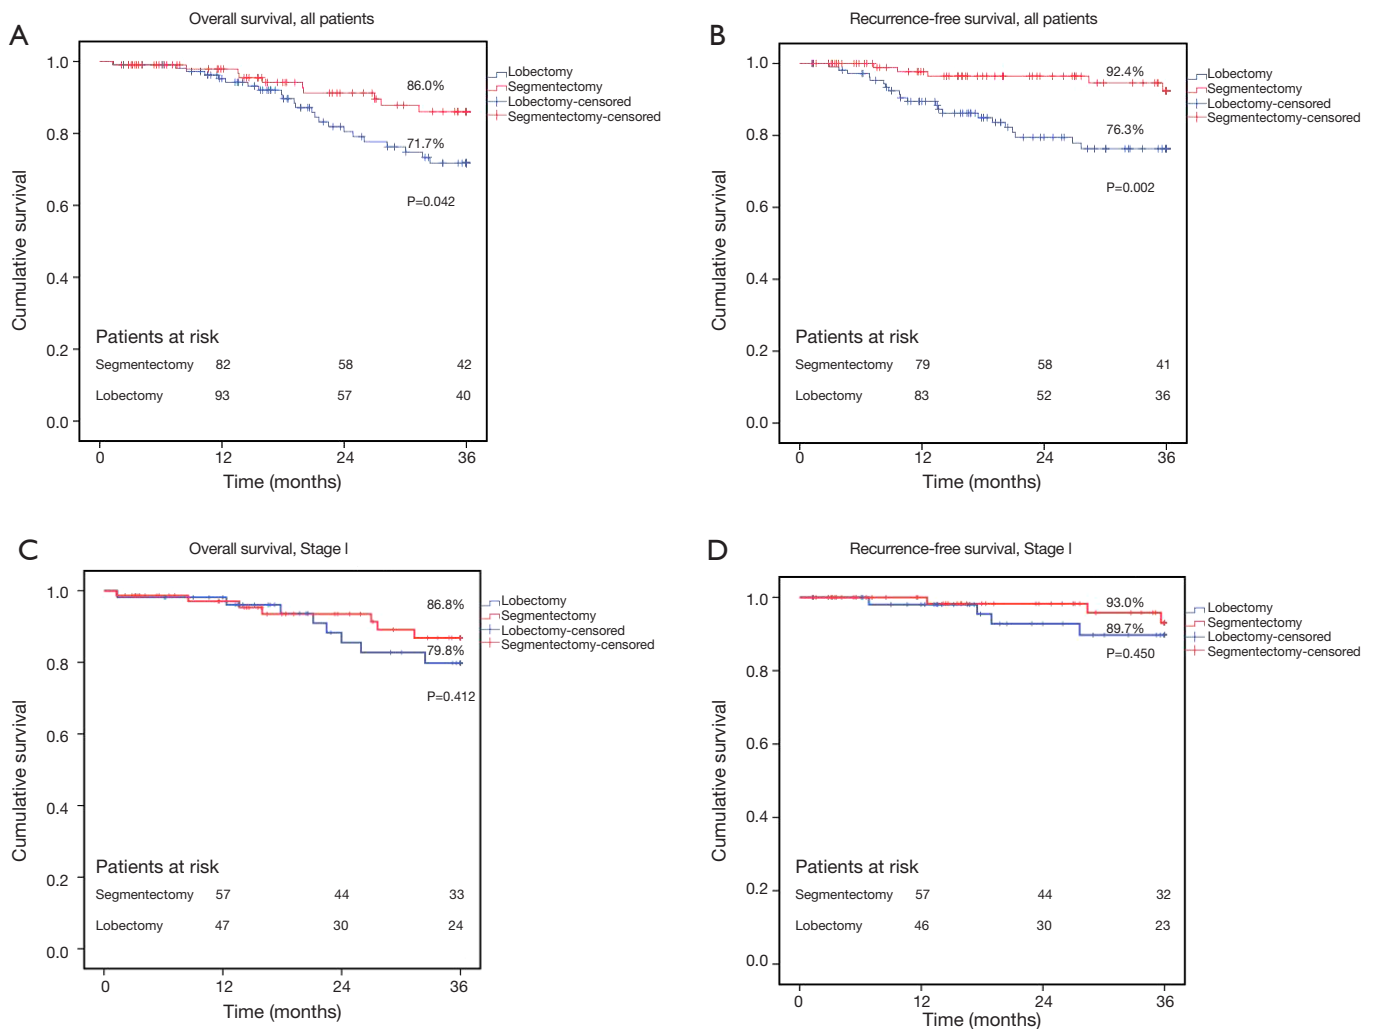 A
Overall survival, all patients
1.0
0.8
0.6
0.4
0.2
0.0
Cumulative survival
86.0%
71.7%
P=0.042
Lobectomy
Segmentectomy
Lobectomy-censored
Segmentectomy-censored
Patients at risk
Segmentectomy 82 58 42
Lobectomy 93 57 40
0 12 24 36
Time (months)
B
Recurrence-free survival, all patients
1.0
0.8
0.6
0.4
0.2
0.0
Cumulative survival
92.4%
76.3%
P=0.002
Lobectomy
Segmentectomy
Lobectomy-censored
Segmentectomy-censored
Patients at risk
Segmentectomy 79 58 41
Lobectomy 83 52 36
0 12 24 36
Time (months)
C
Overall survival, Stage I
1.0
0.8
0.6
0.4
0.2
0.0
Cumulative survival
86.8%
79.8%
P=0.412
Lobectomy
Segmentectomy
Lobectomy-censored
Segmentectomy-censored
Patients at risk
Segmentectomy 57 44 33
Lobectomy 47 30 24
0 12 24 36
Time (months)
D
Recurrence-free survival, Stage I
1.0
0.8
0.6
0.4
0.2
0.0
Cumulative survival
93.0%
89.7%
P=0.450
Lobectomy
Segmentectomy
Lobectomy-censored
Segmentectomy-censored
Patients at risk
Segmentectomy 57 44 32
Lobectomy 46 30 23
0 12 24 36
Time (months)